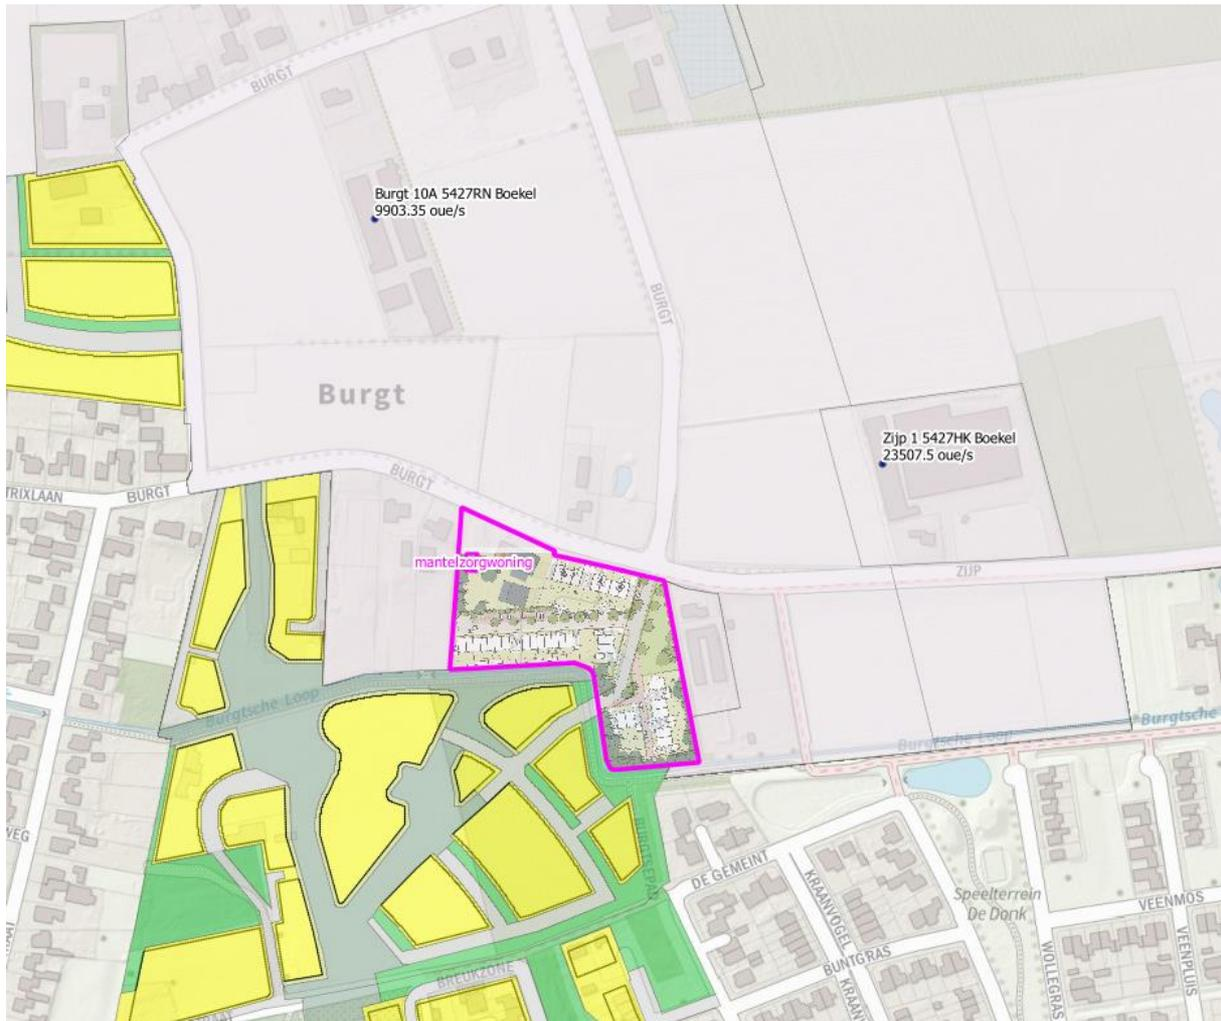 BURGT
Burgt 10A 5427RN Boekel
9903.35 oue/s
BURGT
Burgt
Zijp 1 5427HK Boekel
23507.5 oue/s
BURGT
TRIXLAAN
BURGT
mantelzorgwoning
ZIJP
Burgtsche Loop
Burgtsche
Burgtsche Loop
WEG
BURGTSEPAD
DE GEMEINT
KRAANVOGEL
Speelterrein
De Donk
VEENMOS
BUNTGRAS
WOLLEGRAS
VEENPLUIS
BREUKZONE
KRAANV